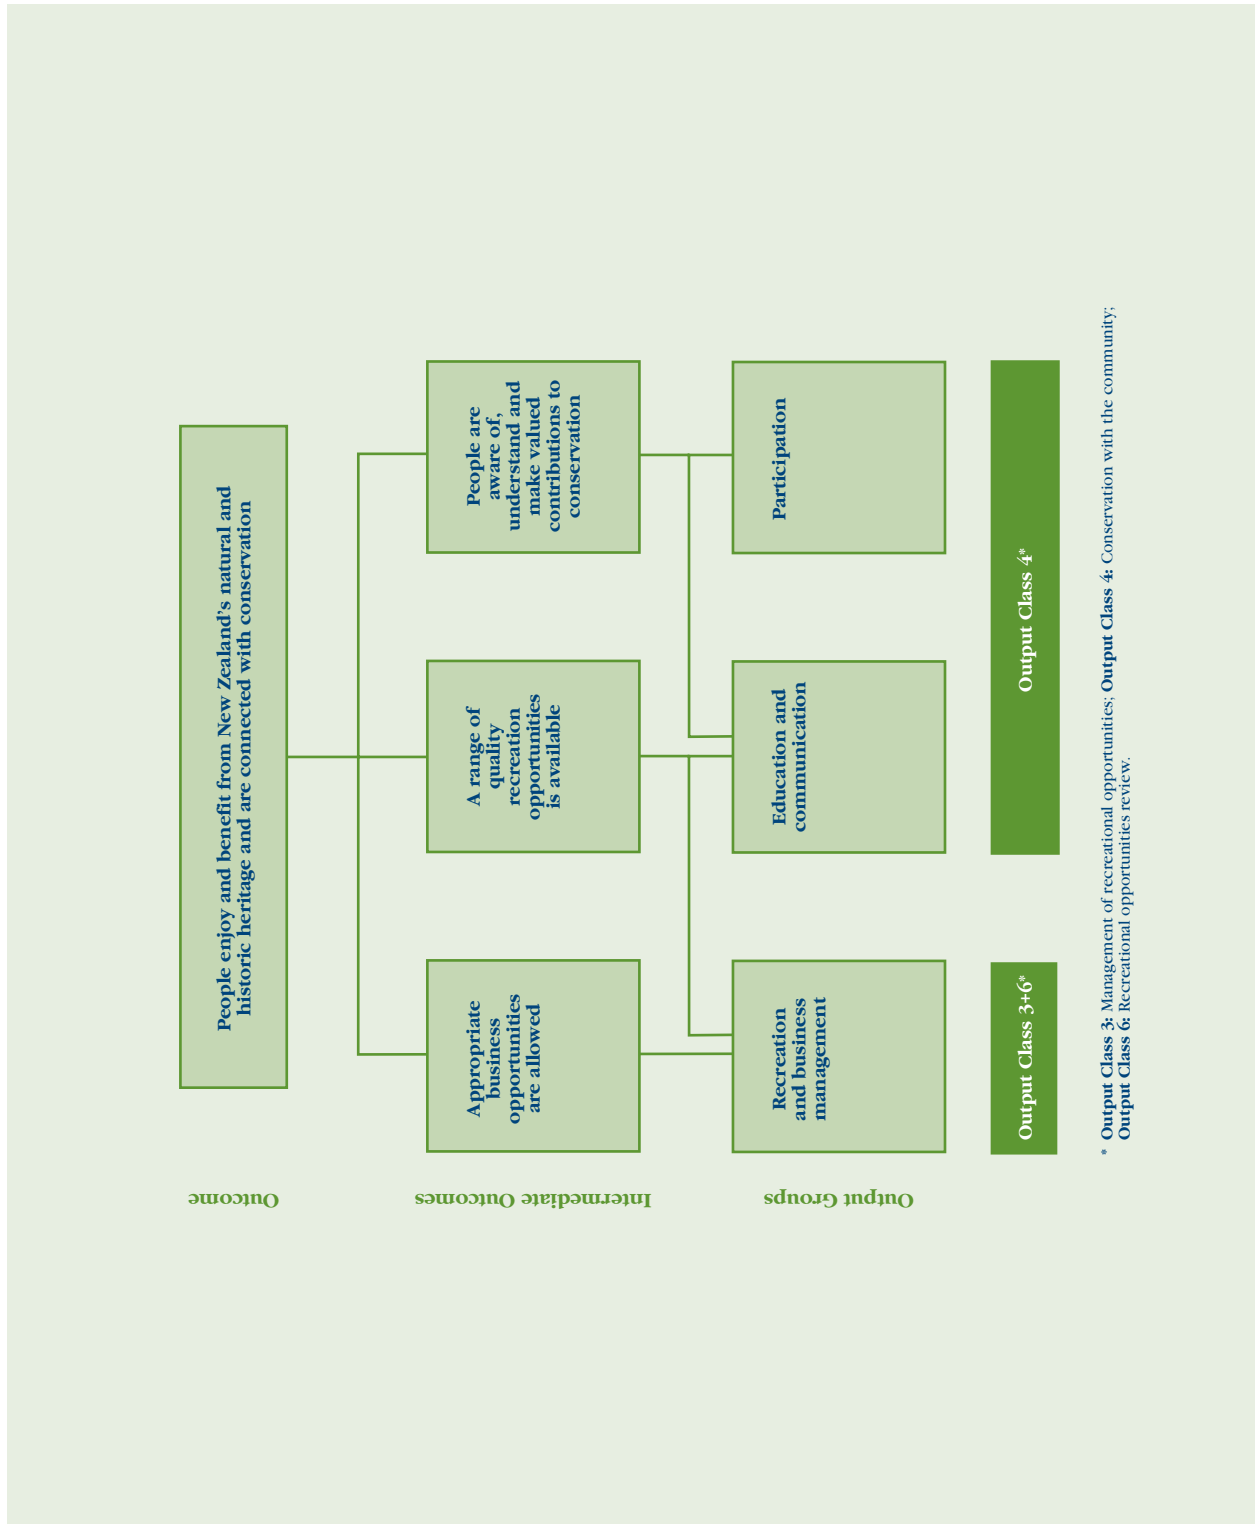 Outcome
People enjoy and benefit from New Zealand's natural and
historic heritage and are connected with conservation
Intermediate Outcomes
Appropriate
business
opportunities
are allowed
A range of
quality
recreation
opportunities
is available
People are
aware of,
understand and
make valued
contributions to
conservation
Output Groups
Recreation
and business
management
Education and
communication
Participation
Output Class 3+6*
Output Class 4*
* Output Class 3: Management of recreational opportunities; Output Class 4: Conservation with the community;
Output Class 6: Recreational opportunities review.